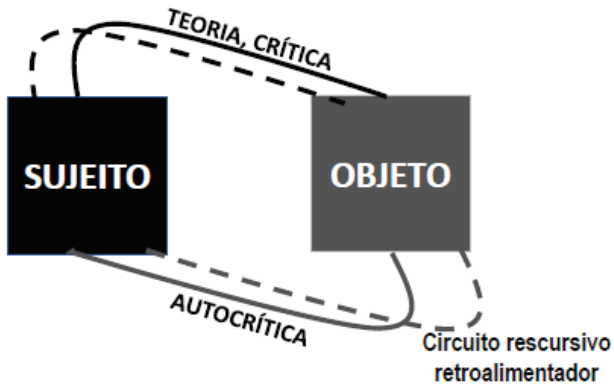 TEORIA, CRÍTICA
SUJEITO
OBJETO
AUTOCRÍTICA
Circuito rescursivo
retroalimentador